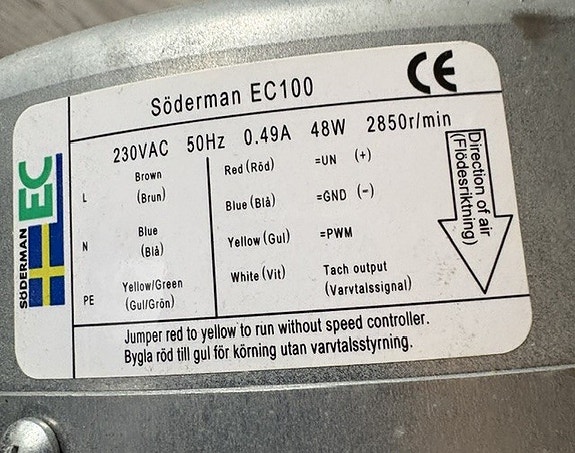 Söderman EC100
CE
230VAC 50Hz 0.49A 48W 2850r/min
L Brown (Brun)
N Blue (Blå)
PE Yellow/Green (Gul/Grön)
Red (Röd) =UN (+)
Blue (Blå) =GND (-)
Yellow (Gul) =PWM
White (Vit) Tach output (Varvtalssignal)
Direction of air
(Flödesriktning)
SÖDERMAN
EC
Jumper red to yellow to run without speed controller.
Bygla röd till gul för körning utan varvtalsstyrning.